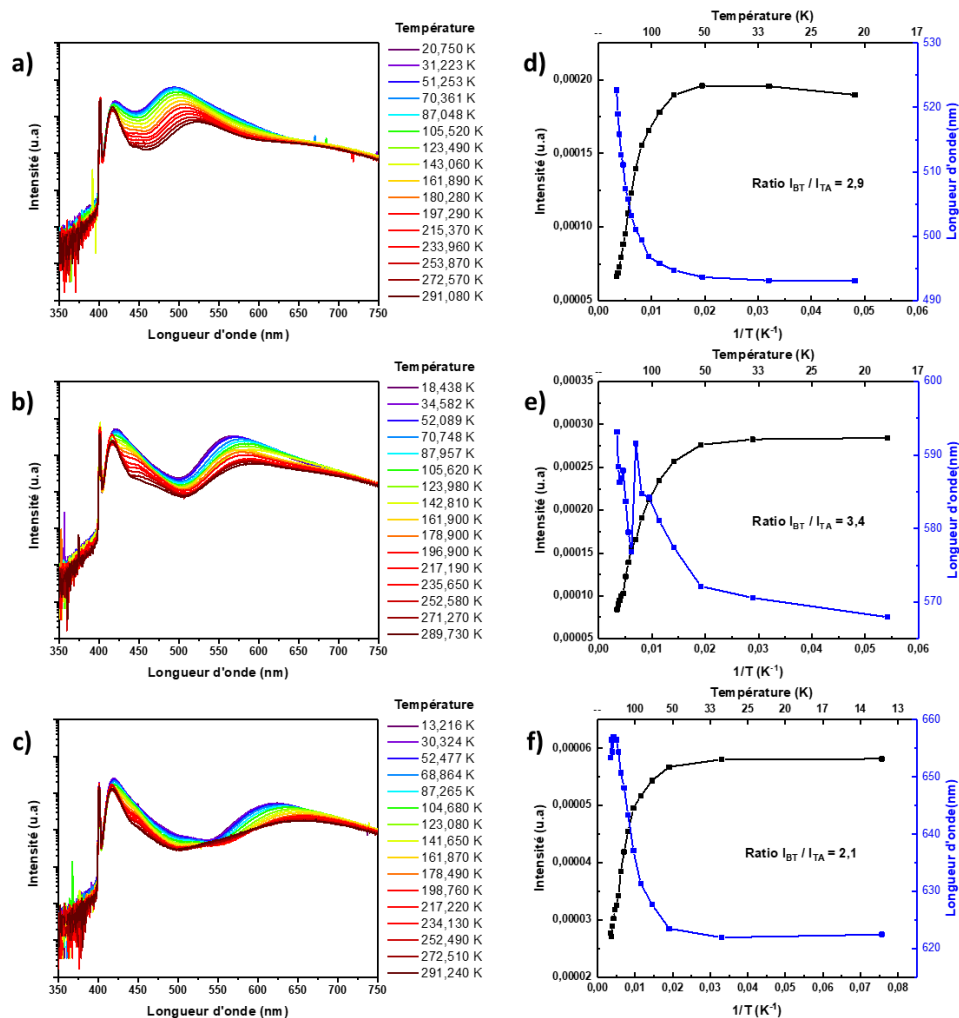 a)
Intensité (u.a)
350 400 450 500 550 600 650 700 750
Longueur d'onde (nm)
Température
20,750 K
31,223 K
51,253 K
70,361 K
87,048 K
105,520 K
123,490 K
143,060 K
161,890 K
180,280 K
197,290 K
215,370 K
233,960 K
253,870 K
272,570 K
291,080 K
d)
Température (K)
-- 100 50 33 25 20 17
Intensité (u.a)
0,00020
0,00015
0,00010
0,00005
Ratio I_BT / I_TA = 2,9
530
520
510
500
490
Longueur d'onde(nm)
0,00 0,01 0,02 0,03 0,04 0,05 0,06
1/T (K⁻¹)
b)
Intensité (u.a)
350 400 450 500 550 600 650 700 750
Longueur d'onde (nm)
Température
18,438 K
34,582 K
52,089 K
70,748 K
87,957 K
105,620 K
123,980 K
142,810 K
161,900 K
178,900 K
196,900 K
217,190 K
235,650 K
252,580 K
271,270 K
289,730 K
e)
Température (K)
-- 100 50 33 25 20 17
Intensité (u.a)
0,00035
0,00030
0,00025
0,00020
0,00015
0,00010
0,00005
Ratio I_BT / I_TA = 3,4
600
590
580
570
Longueur d'onde(nm)
0,00 0,01 0,02 0,03 0,04 0,05 0,06
1/T (K⁻¹)
c)
Intensité (u.a)
350 400 450 500 550 600 650 700 750
Longueur d'onde (nm)
Température
13,216 K
30,324 K
52,477 K
68,864 K
87,265 K
104,680 K
123,080 K
141,650 K
161,870 K
178,490 K
198,760 K
217,220 K
234,130 K
252,490 K
272,510 K
291,240 K
f)
Température (K)
-- 100 50 33 25 20 17 14 13
Intensité (u.a)
0,00006
0,00005
0,00004
0,00003
0,00002
Ratio I_BT / I_TA = 2,1
660
650
640
630
620
Longueur d'onde(nm)
0,00 0,01 0,02 0,03 0,04 0,05 0,06 0,07 0,08
1/T (K⁻¹)